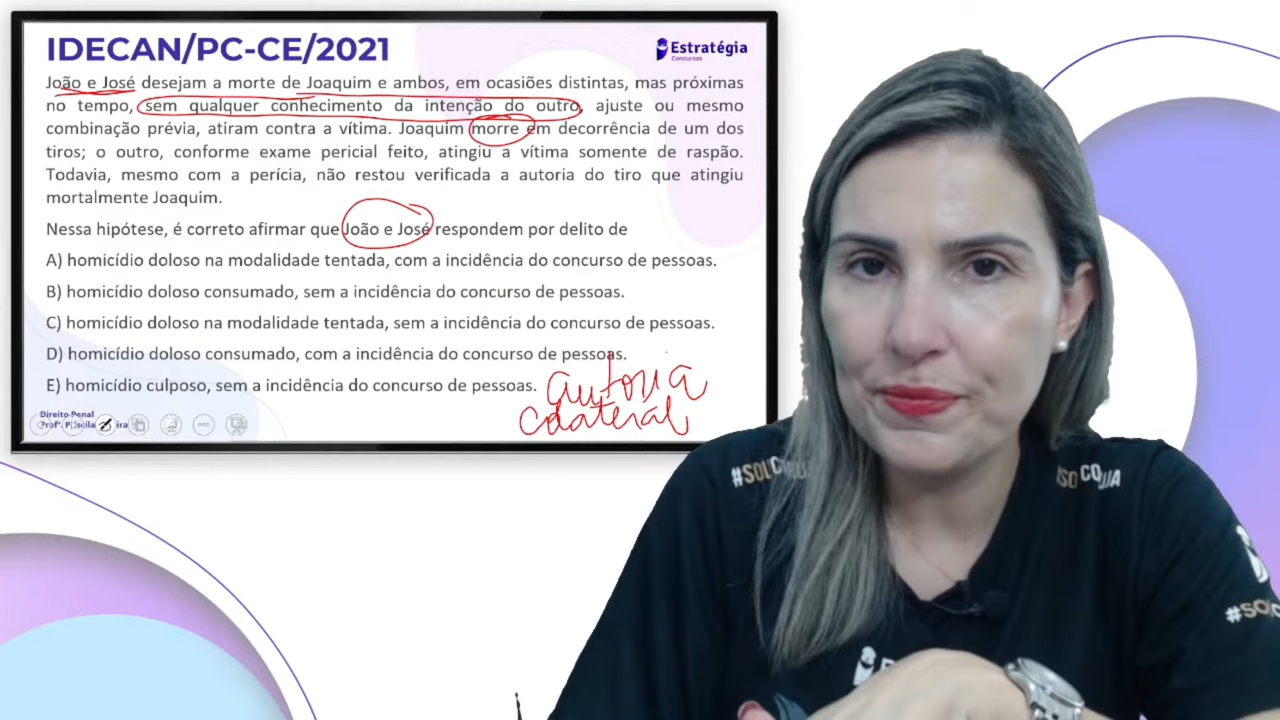 IDECAN/PC-CE/2021
Estratégia
Concursos
João e José desejam a morte de Joaquim e ambos, em ocasiões distintas, mas próximas
no tempo, sem qualquer conhecimento da intenção do outro, ajuste ou mesmo
combinação prévia, atiram contra a vítima. Joaquim morre em decorrência de um dos
tiros; o outro, conforme exame pericial feito, atingiu a vítima somente de raspão.
Todavia, mesmo com a perícia, não restou verificada a autoria do tiro que atingiu
mortalmente Joaquim.
Nessa hipótese, é correto afirmar que João e José respondem por delito de
A) homicídio doloso na modalidade tentada, com a incidência do concurso de pessoas.
B) homicídio doloso consumado, sem a incidência do concurso de pessoas.
C) homicídio doloso na modalidade tentada, sem a incidência do concurso de pessoas.
D) homicídio doloso consumado, com a incidência do concurso de pessoas.
E) homicídio culposo, sem a incidência do concurso de pessoas.
autoria
colateral
Direito Penal
Profª.